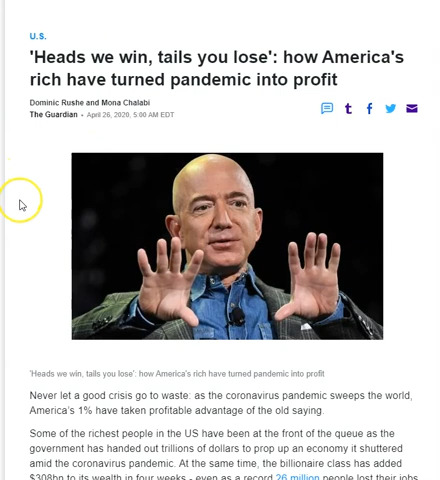 U.S.
'Heads we win, tails you lose': how America's
rich have turned pandemic into profit
Dominic Rushe and Mona Chalabi
The Guardian • April 26, 2020, 5:00 AM EDT
'Heads we win, tails you lose': how America's rich have turned pandemic into profit
Never let a good crisis go to waste: as the coronavirus pandemic sweeps the world,
America's 1% have taken profitable advantage of the old saying.
Some of the richest people in the US have been at the front of the queue as the
government has handed out trillions of dollars to prop up an economy it shuttered
amid the coronavirus pandemic. At the same time, the billionaire class has added
$308bn to its wealth in four weeks - even as a record 26 million people lost their jobs